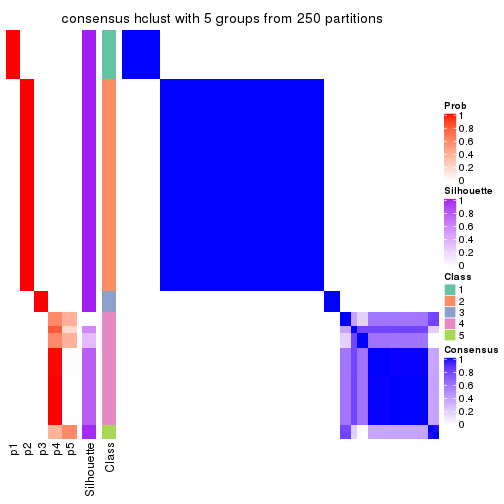 consensus hclust with 5 groups from 250 partitions
Prob
1
0.8
0.6
0.4
0.2
0
Silhouette
1
0.8
0.6
0.4
0.2
0
Class
1
2
3
4
5
Consensus
1
0.8
0.6
0.4
0.2
0
p1
p2
p3
p4
p5
Silhouette
Class